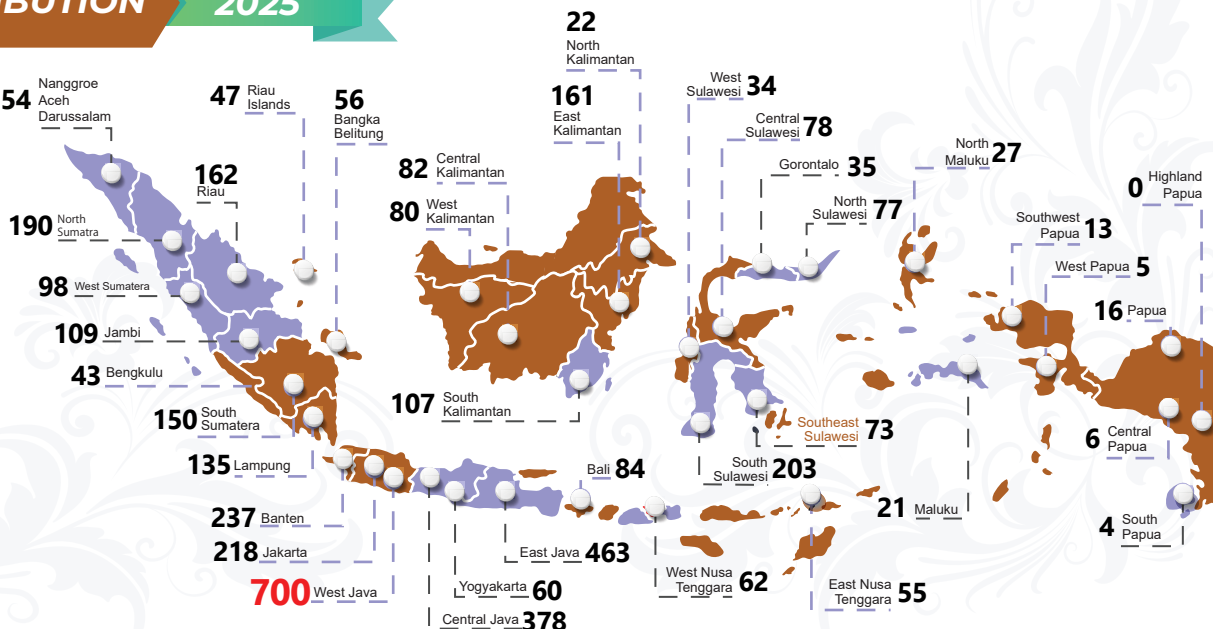 2025
22
North
Kalimantan
54
Nanggroe
Aceh
Darussalam
47
Riau
Islands
56
Bangka
Belitung
161
East
Kalimantan
West
Sulawesi 34
Central
Sulawesi 78
Gorontalo 35
North
Maluku 27
0 Highland
Papua
162
Riau
82 Central
Kalimantan
80 West
Kalimantan
North
Sulawesi 77
Southwest
Papua 13
190 North
Sumatra
West Papua 5
98 West Sumatera
16 Papua
109 Jambi
43 Bengkulu
107 South
Kalimantan
150 South
Sumatera
Southeast
Sulawesi 73
6 Central
Papua
135 Lampung
Bali 84
South
Sulawesi 203
237 Banten
21 Maluku
4 South
Papua
218 Jakarta
East Java 463
700 West Java
Yogyakarta 60
West Nusa
Tenggara 62
East Nusa
Tenggara 55
Central Java 378